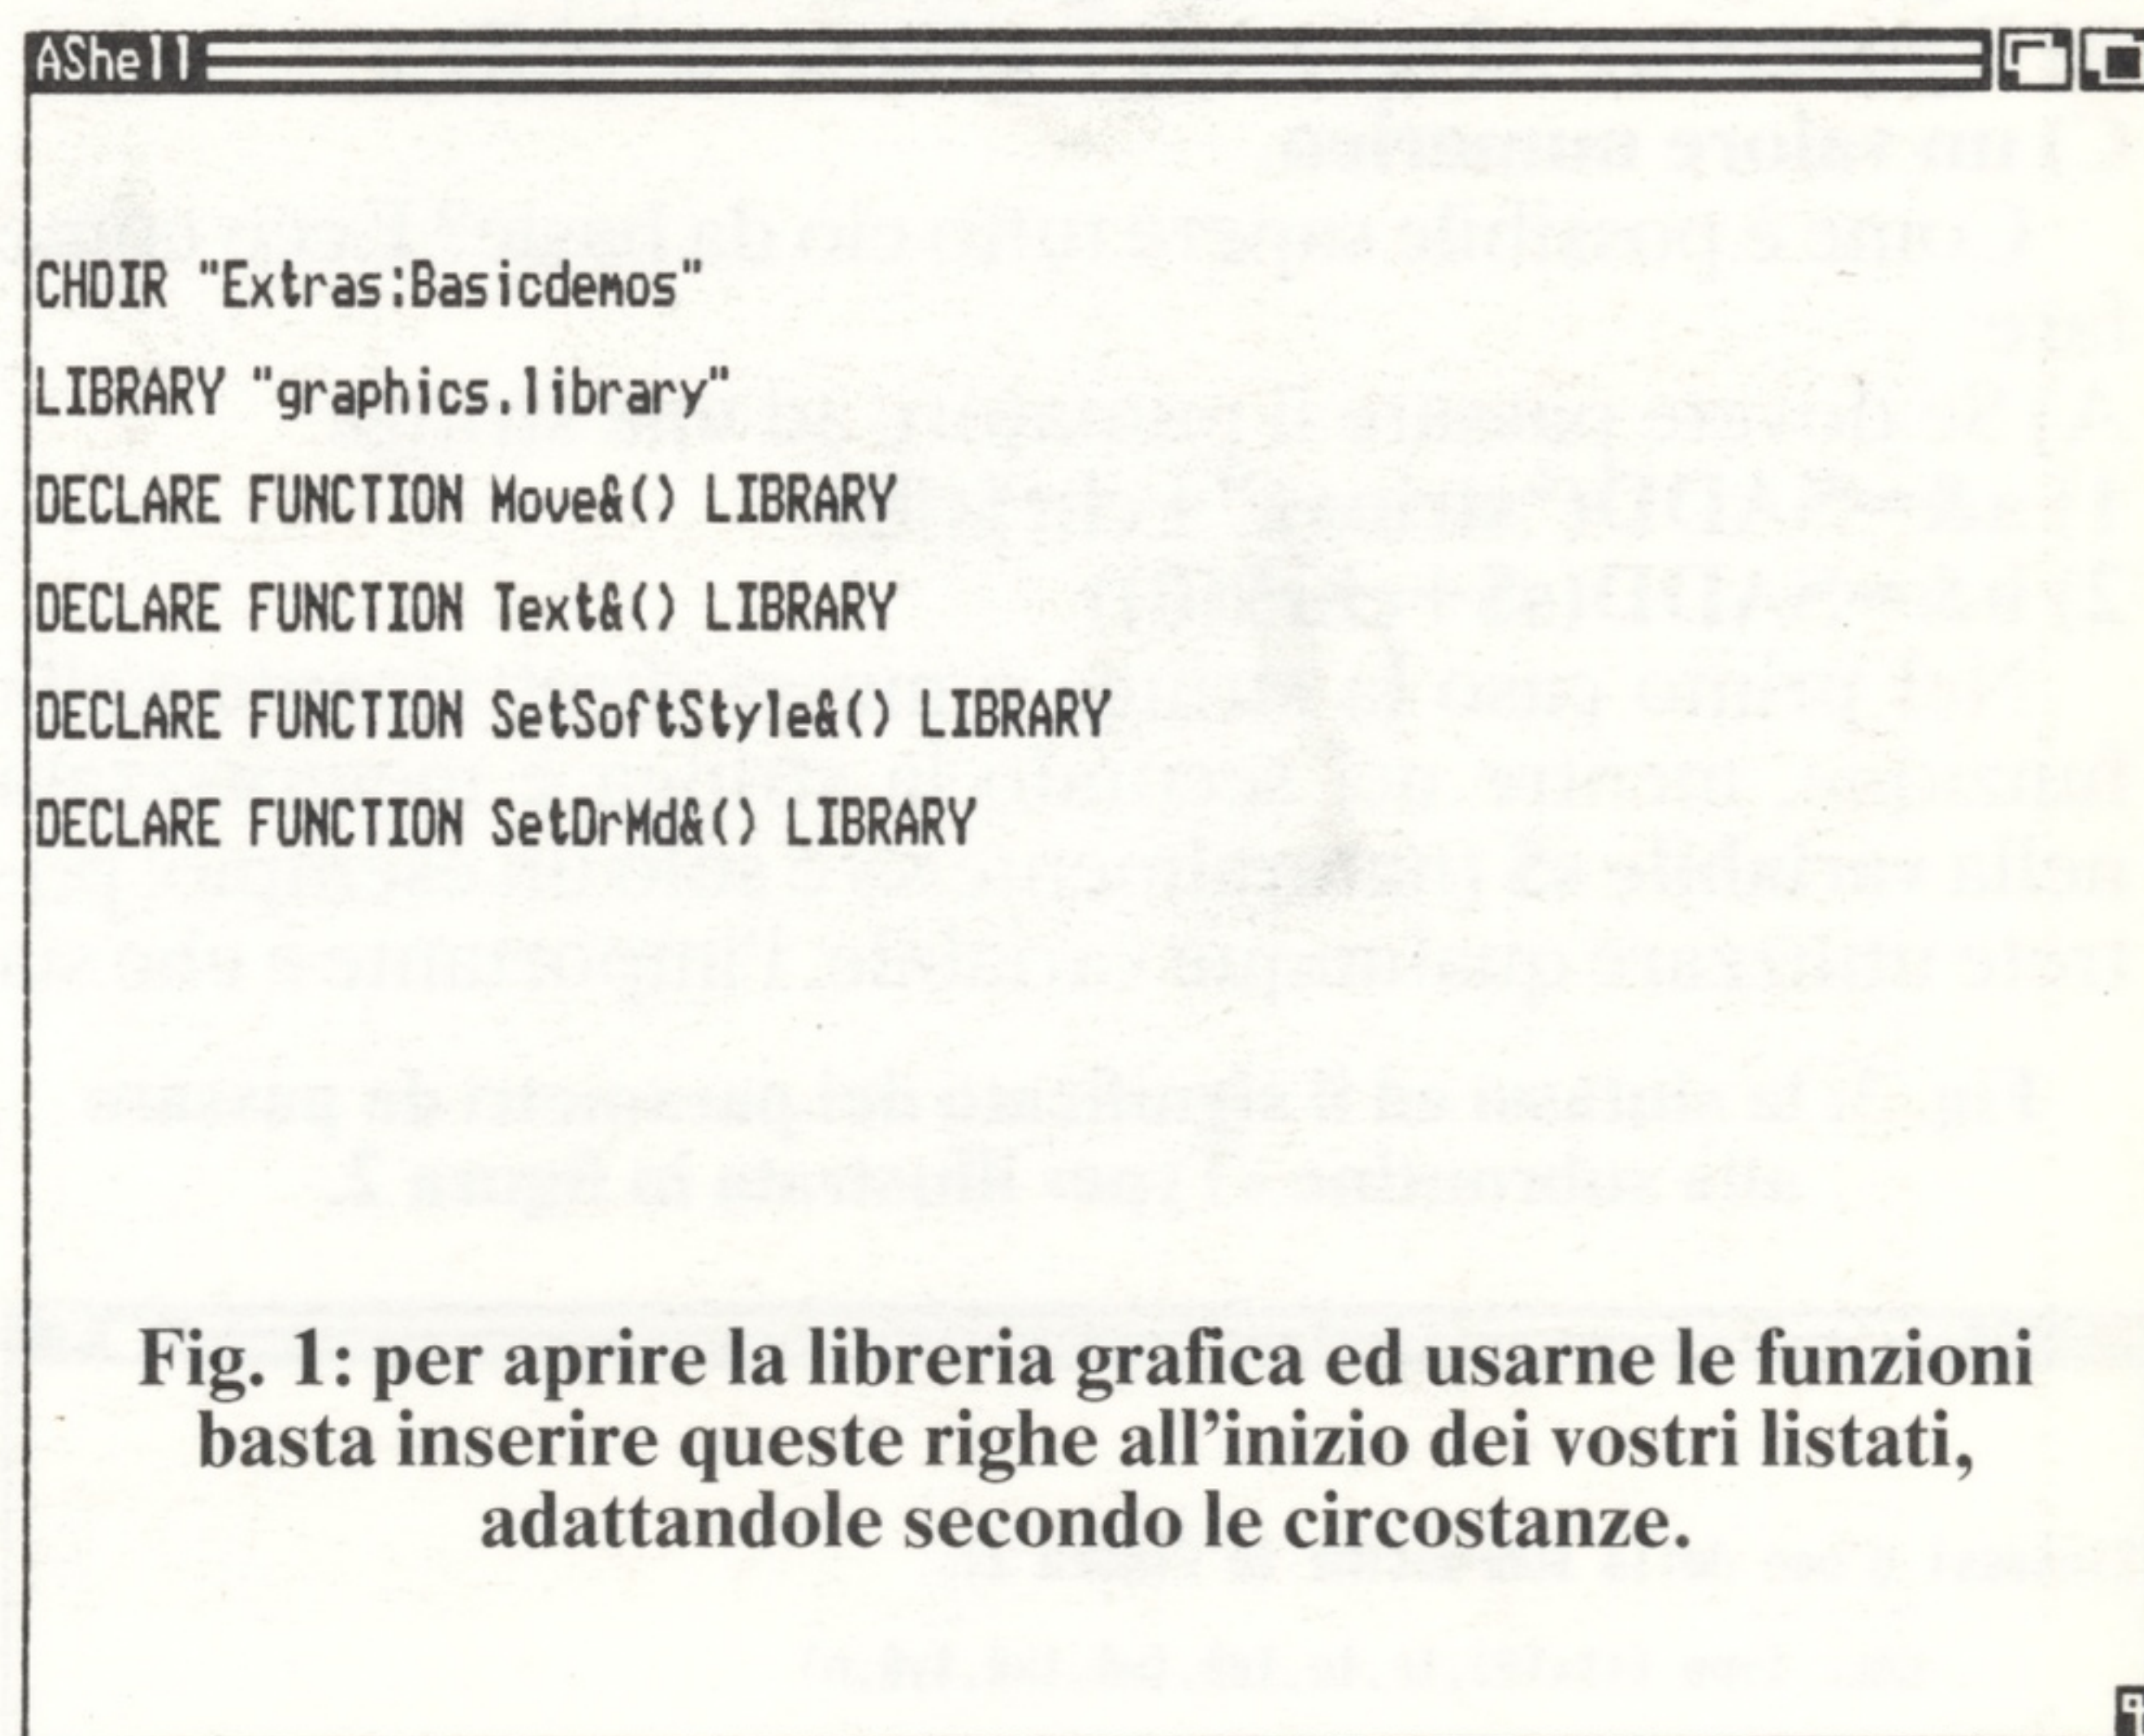 AShell
CHDIR "Extras:Basicdemos"
LIBRARY "graphics.library"
DECLARE FUNCTION Move&() LIBRARY
DECLARE FUNCTION Text&() LIBRARY
DECLARE FUNCTION SetSoftStyle&() LIBRARY
DECLARE FUNCTION SetDrMd&() LIBRARY
Fig. 1: per aprire la libreria grafica ed usarne le funzioni
basta inserire queste righe all'inizio dei vostri listati,
adattandole secondo le circostanze.